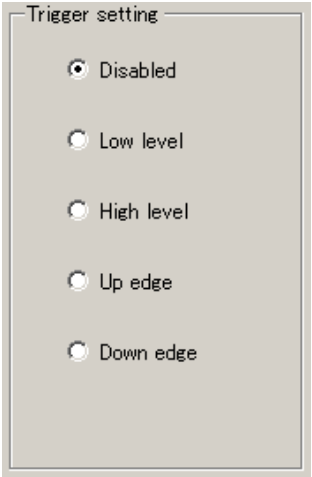 Trigger setting
Disabled
Low level
High level
Up edge
Down edge